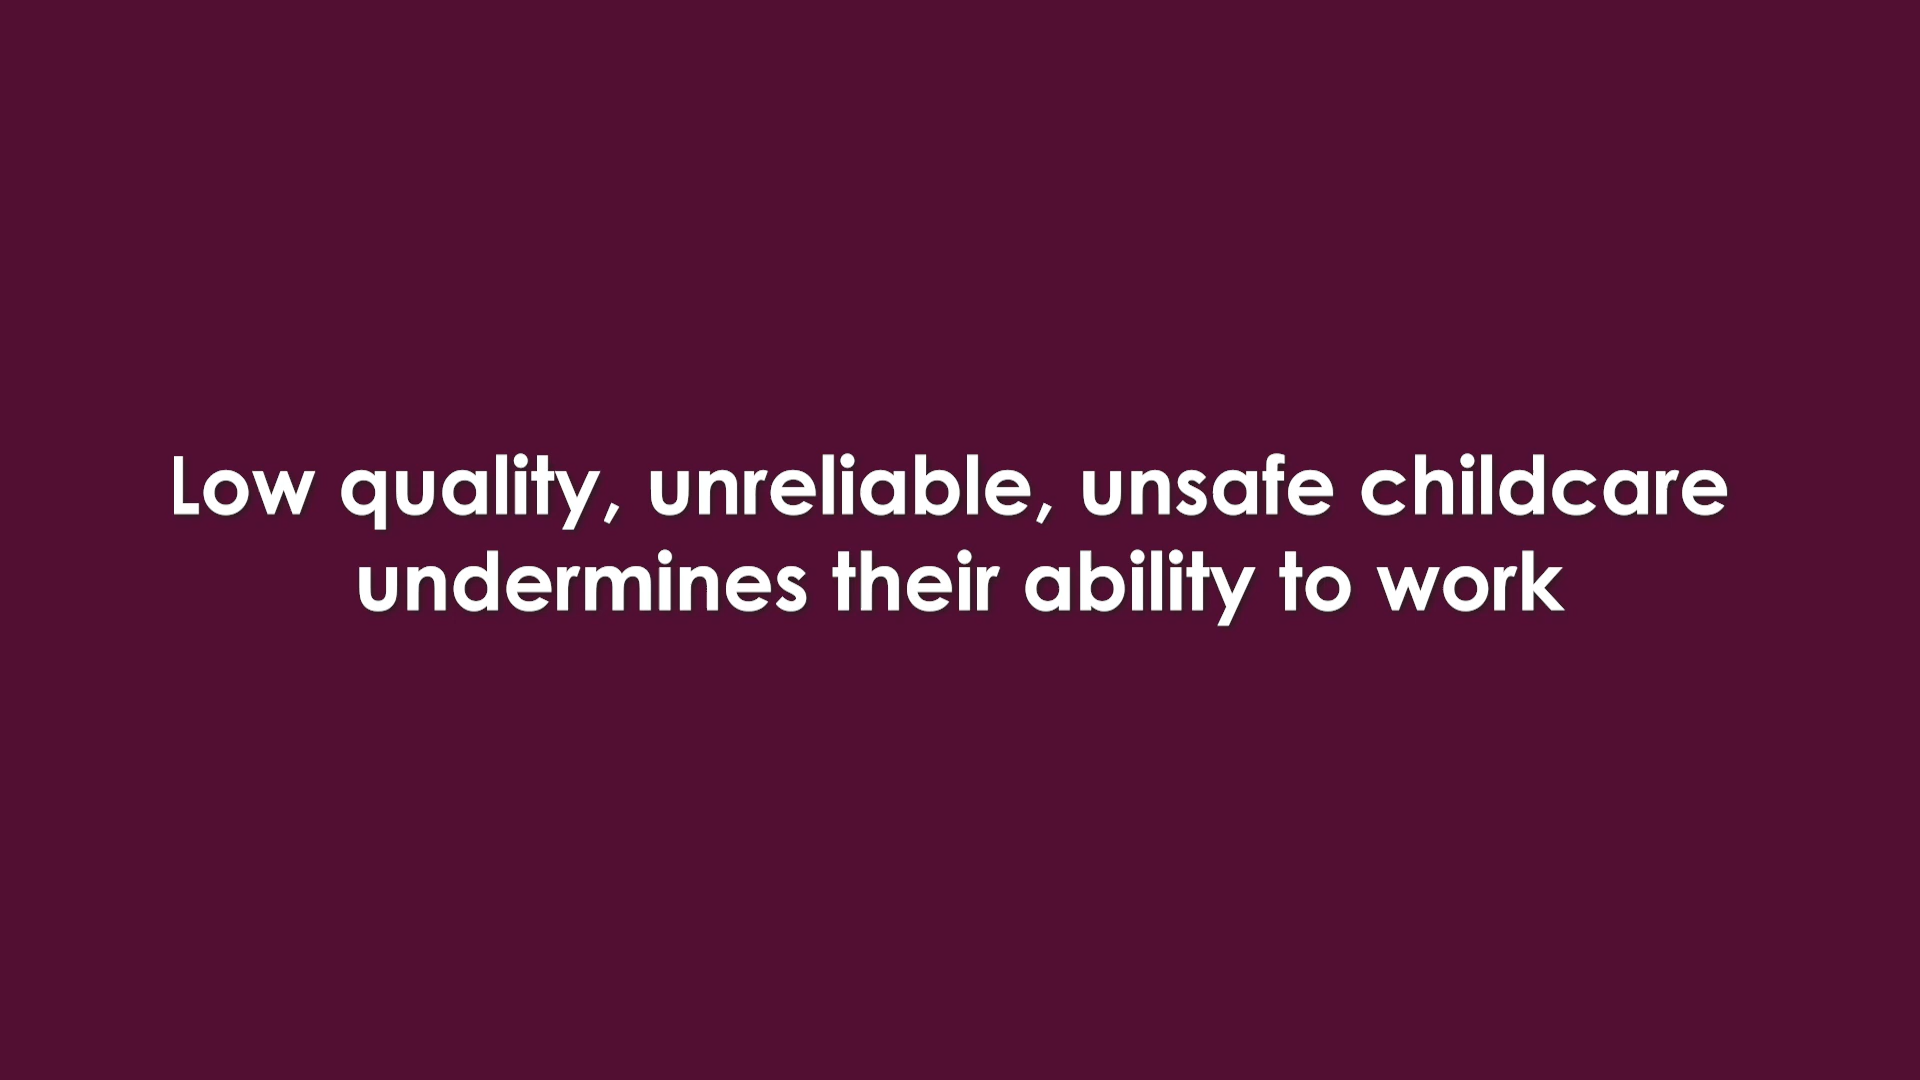 Low quality, unreliable, unsafe childcare
undermines their ability to work